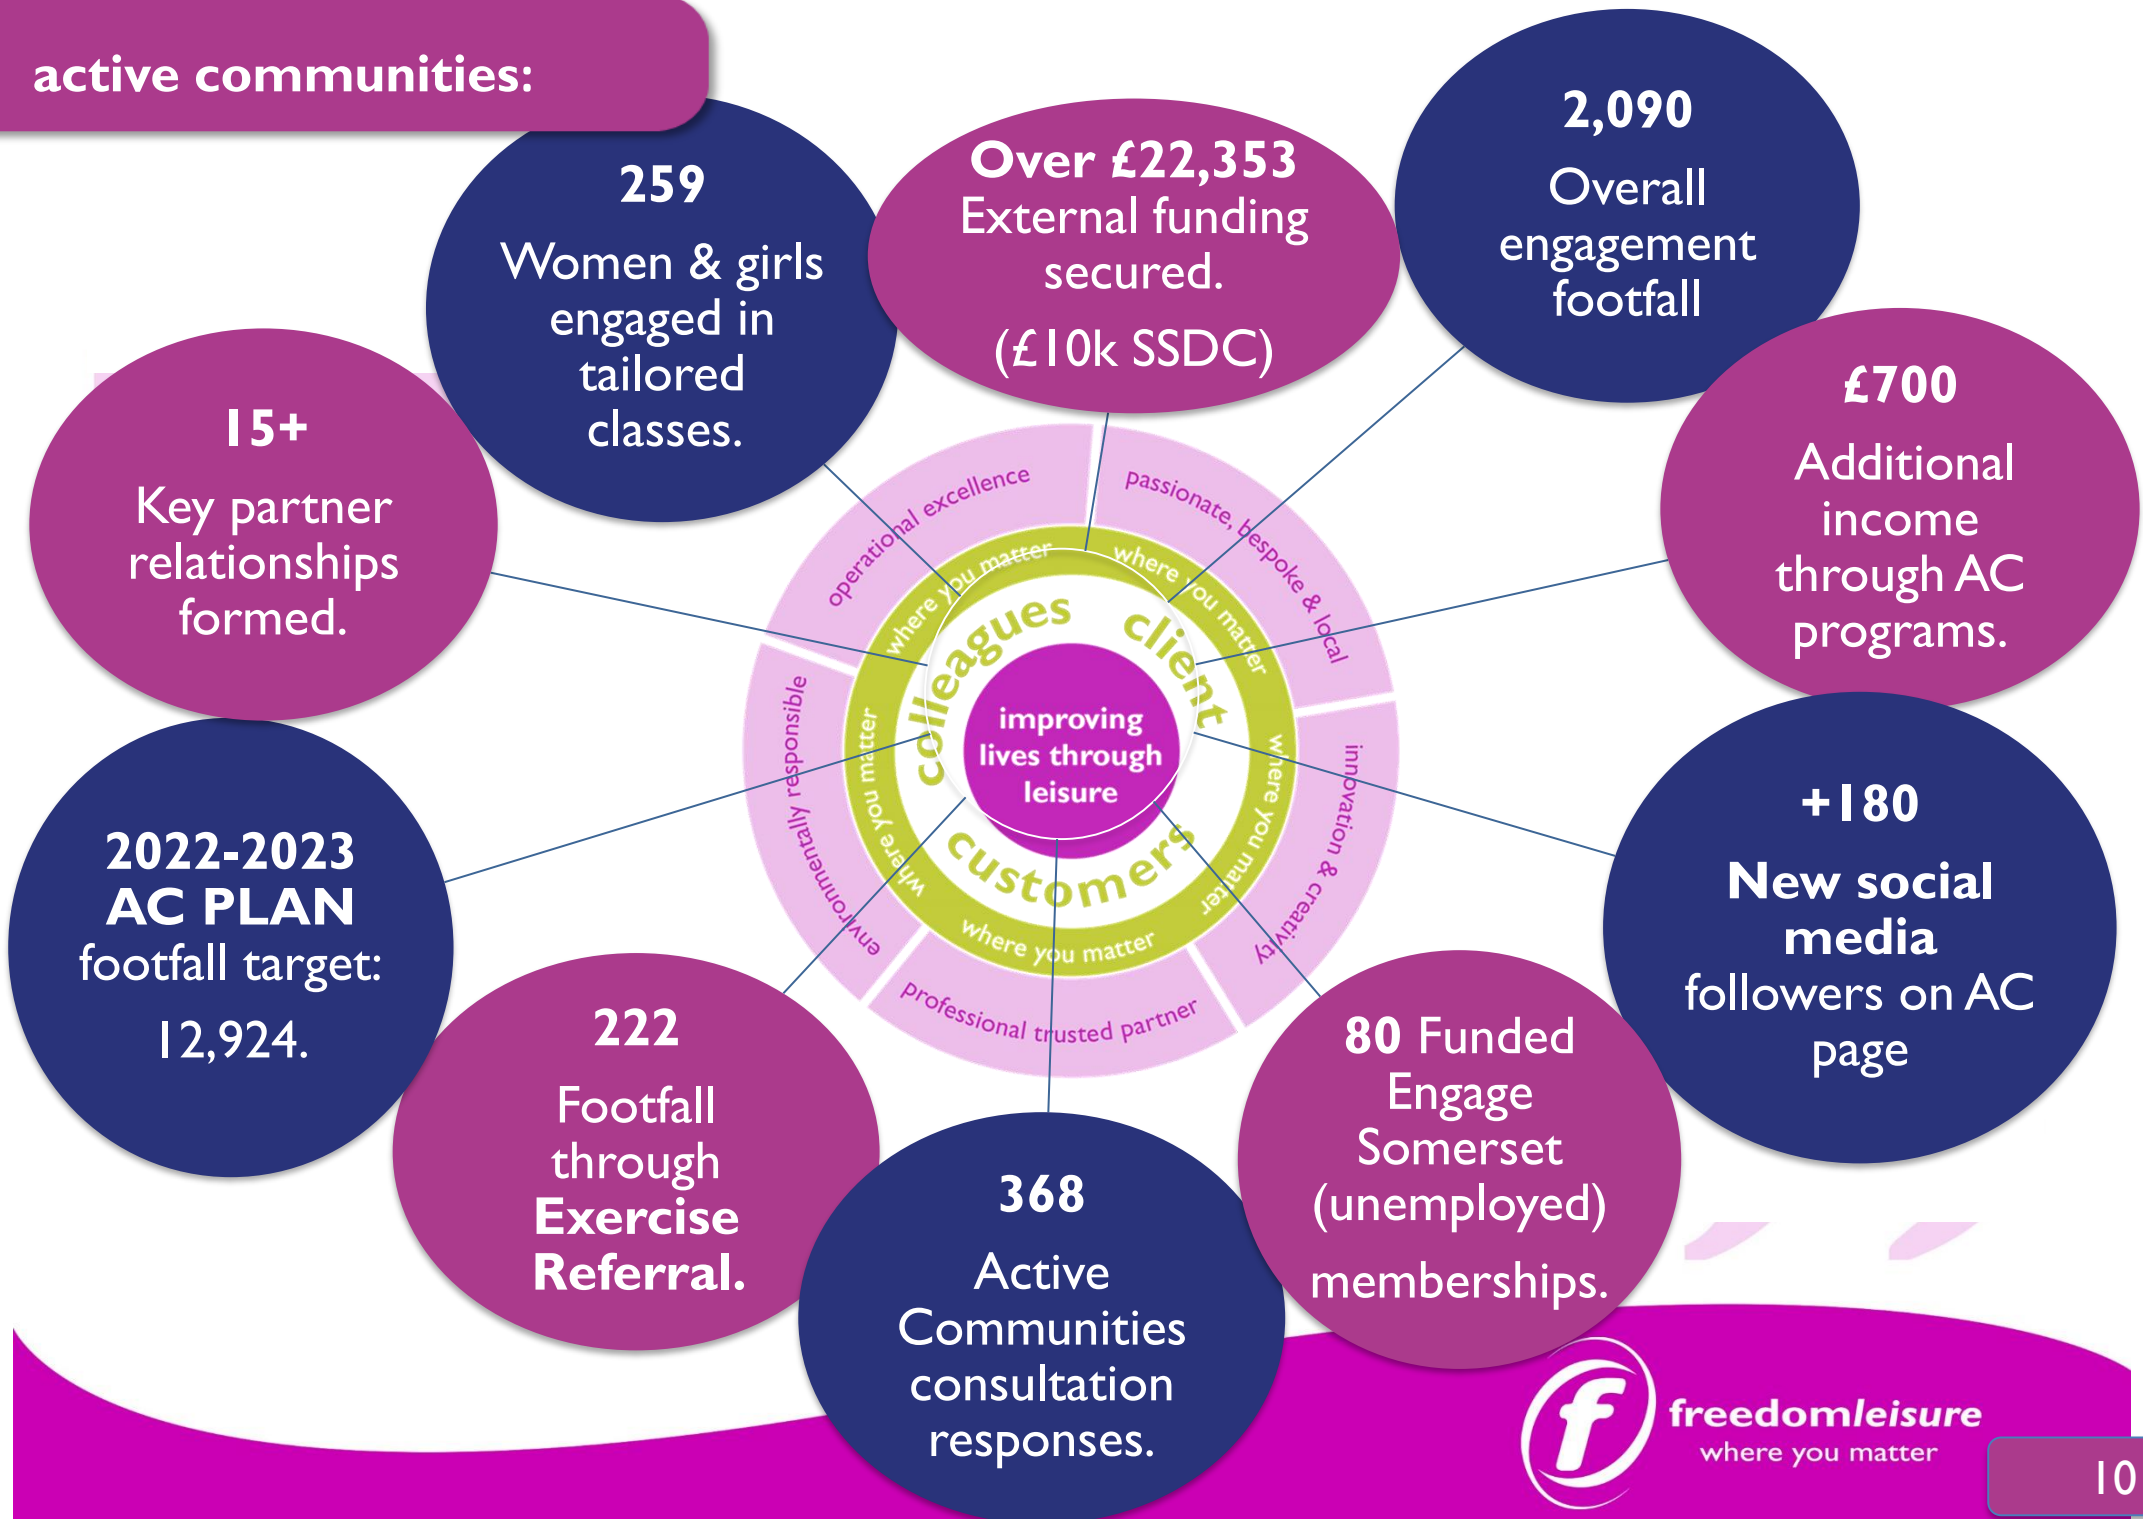 active communities:
259
Women & girls
engaged in
tailored
classes.
Over £22,353
External funding
secured.
(£10k SSDC)
2,090
Overall
engagement
footfall
£700
Additional
income
through AC
programs.
15+
Key partner
relationships
formed.
+180
New social
media
followers on AC
page
2022-2023
AC PLAN
footfall target:
12,924.
222
Footfall
through
Exercise
Referral.
368
Active
Communities
consultation
responses.
80 Funded
Engage
Somerset
(unemployed)
memberships.
operational excellence
passionate, bespoke & local
innovation & creativity
professional trusted partner
environmentally responsible
where you matter
where you matter
where you matter
where you matter
where you matter
colleagues
client
customers
improving
lives through
leisure
f
freedomleisure
where you matter
10